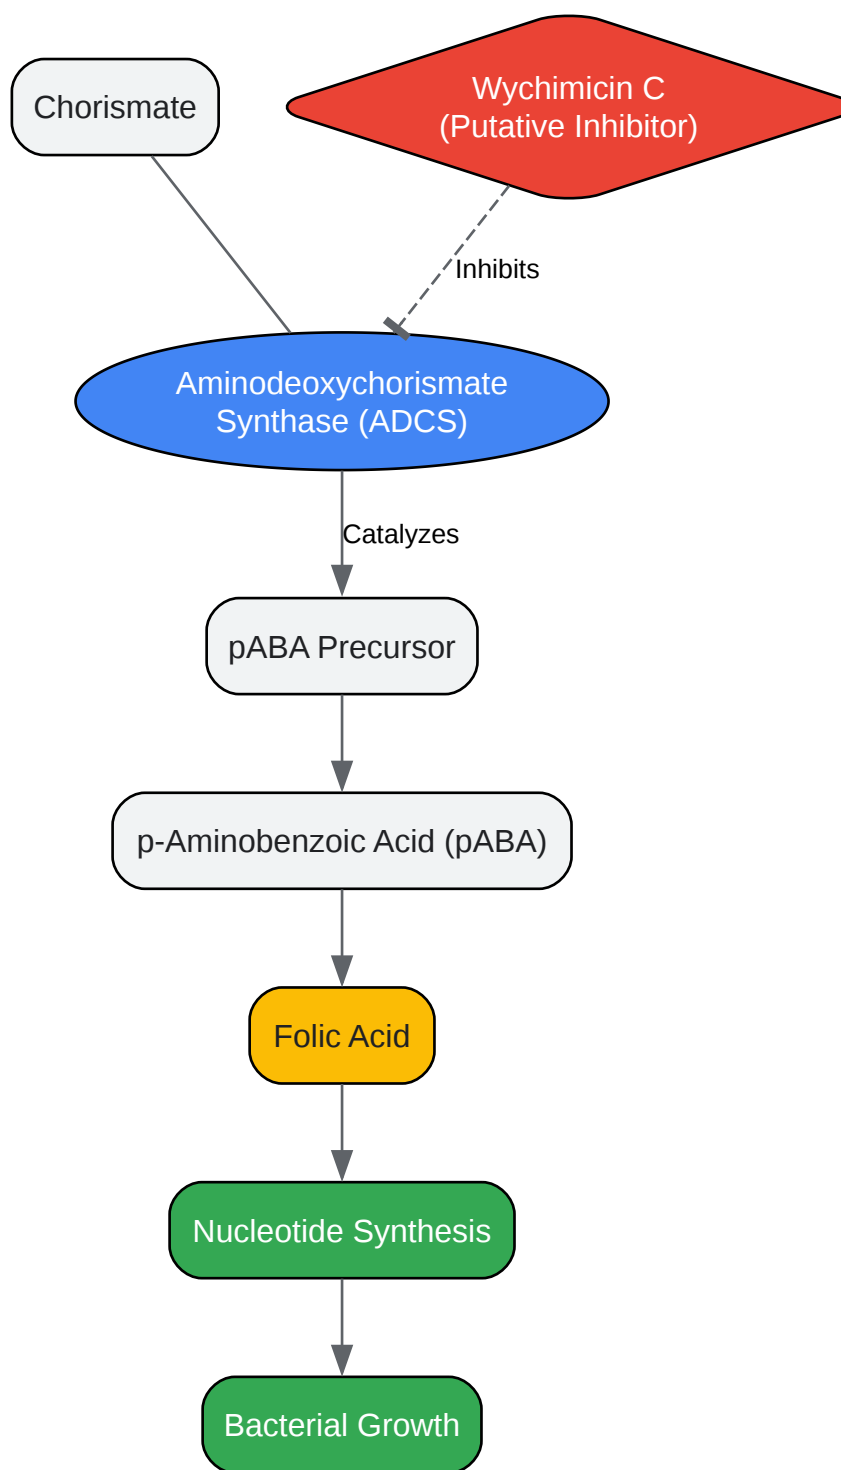 Chorismate
Wychimicin C
(Putative Inhibitor)
Inhibits
Aminodeoxychorismate
Synthase (ADCS)
Catalyzes
pABA Precursor
p-Aminobenzoic Acid (pABA)
Folic Acid
Nucleotide Synthesis
Bacterial Growth